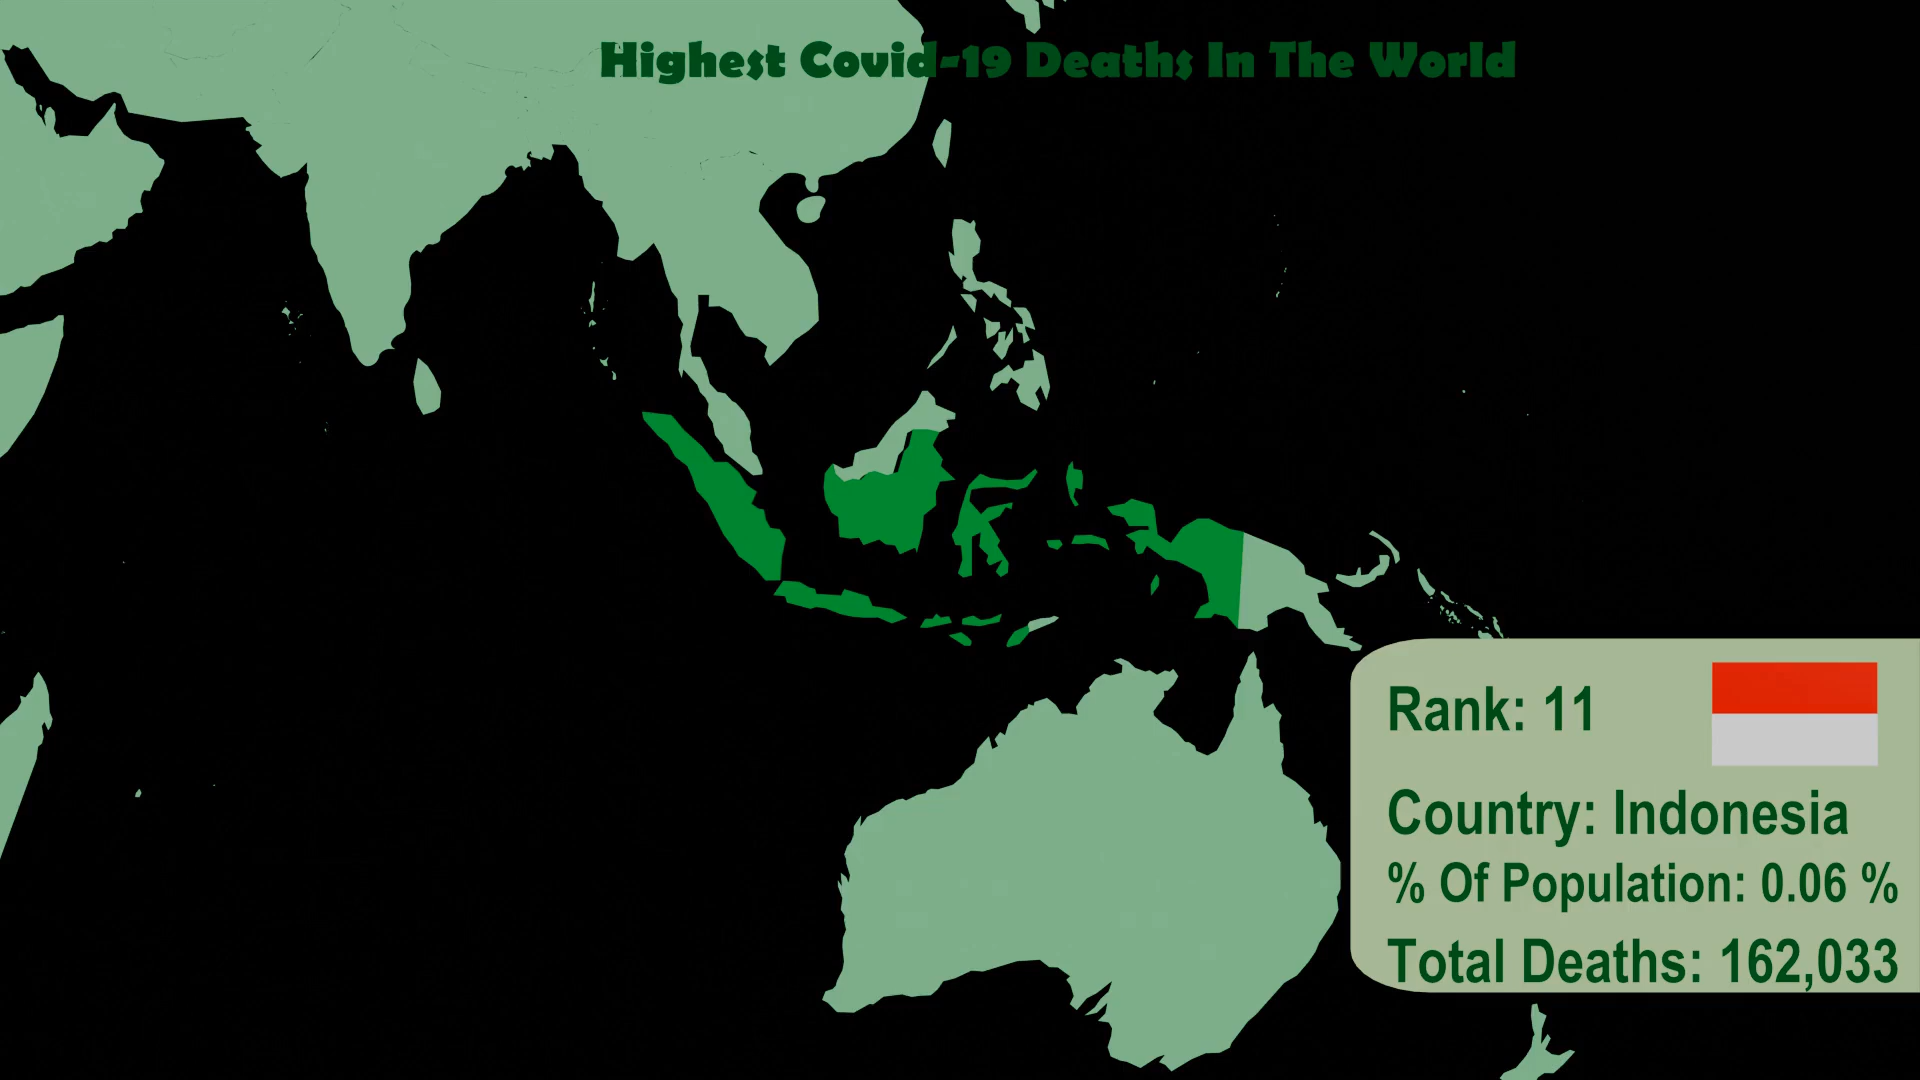 Highest Covid-19 Deaths In The World
Rank: 11
Country: Indonesia
% Of Population: 0.06 %
Total Deaths: 162,033